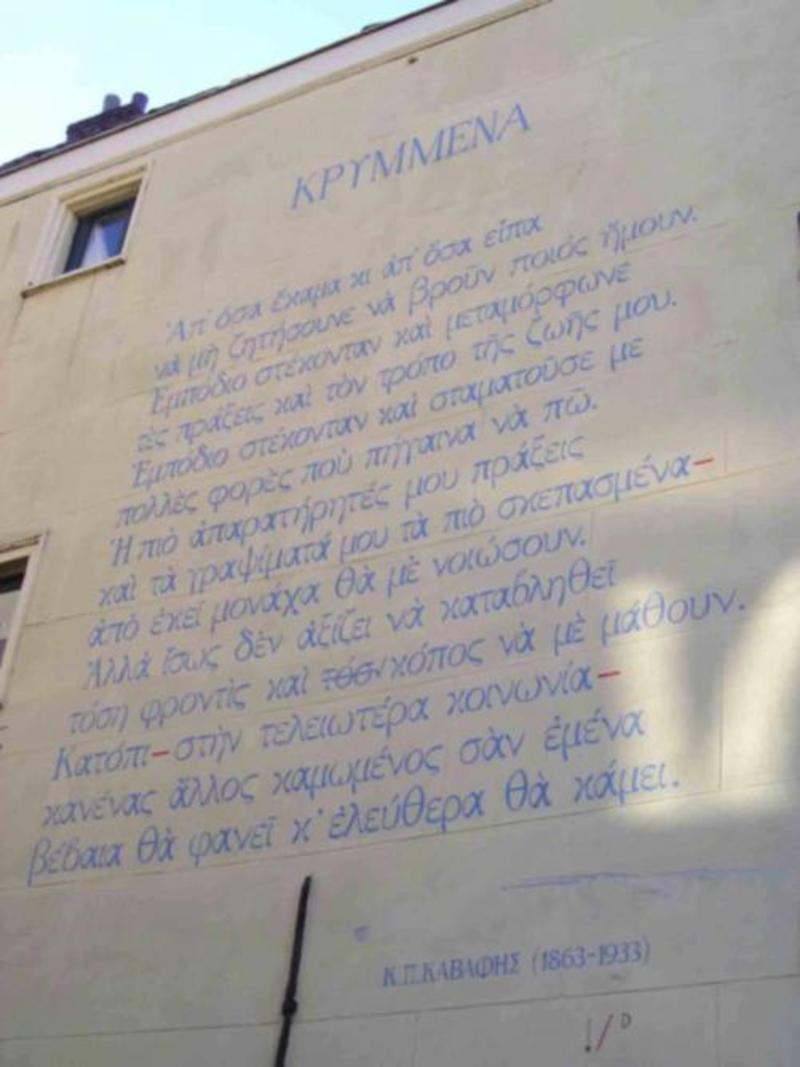 ΚΡΥΜΜΕΝΑ
Ἀπ' ὅσα ἔκαμα κι ἀπ' ὅσα εἶπα
νὰ μὴ ζητήσουνε νὰ βροῦν ποιός ἤμουν.
Ἐμπόδιο στέκονταν καὶ μεταμόρφωνε
τὲς πράξεις καὶ τὸν τρόπο τῆς ζωῆς μου.
Ἐμπόδιο στέκονταν καὶ σταματοῦσε με
πολλὲς φορὲς ποὺ πήγαινα νὰ πῶ.
Ἡ πιὸ ἀπαρατήρητές μου πράξεις
καὶ τὰ γραψίματά μου τὰ πιὸ σκεπασμένα–
ἀπὸ ἐκεῖ μονάχα θὰ μὲ νοιώσουν.
Ἀλλὰ ἴσως δὲν ἀξίζει νὰ καταβληθεῖ
τόση φροντὶς καὶ τόσι κόπος νὰ μὲ μάθουν.
Κατόπι–στὴν τελειωτέρα κοινωνία–
κανένας ἄλλος καμωμένος σὰν ἐμένα
βέβαια θὰ φανεῖ κ' ἐλεύθερα θὰ κάμει.
Κ.Π.ΚΑΒΑΦΗΣ (1863-1933)
!/D